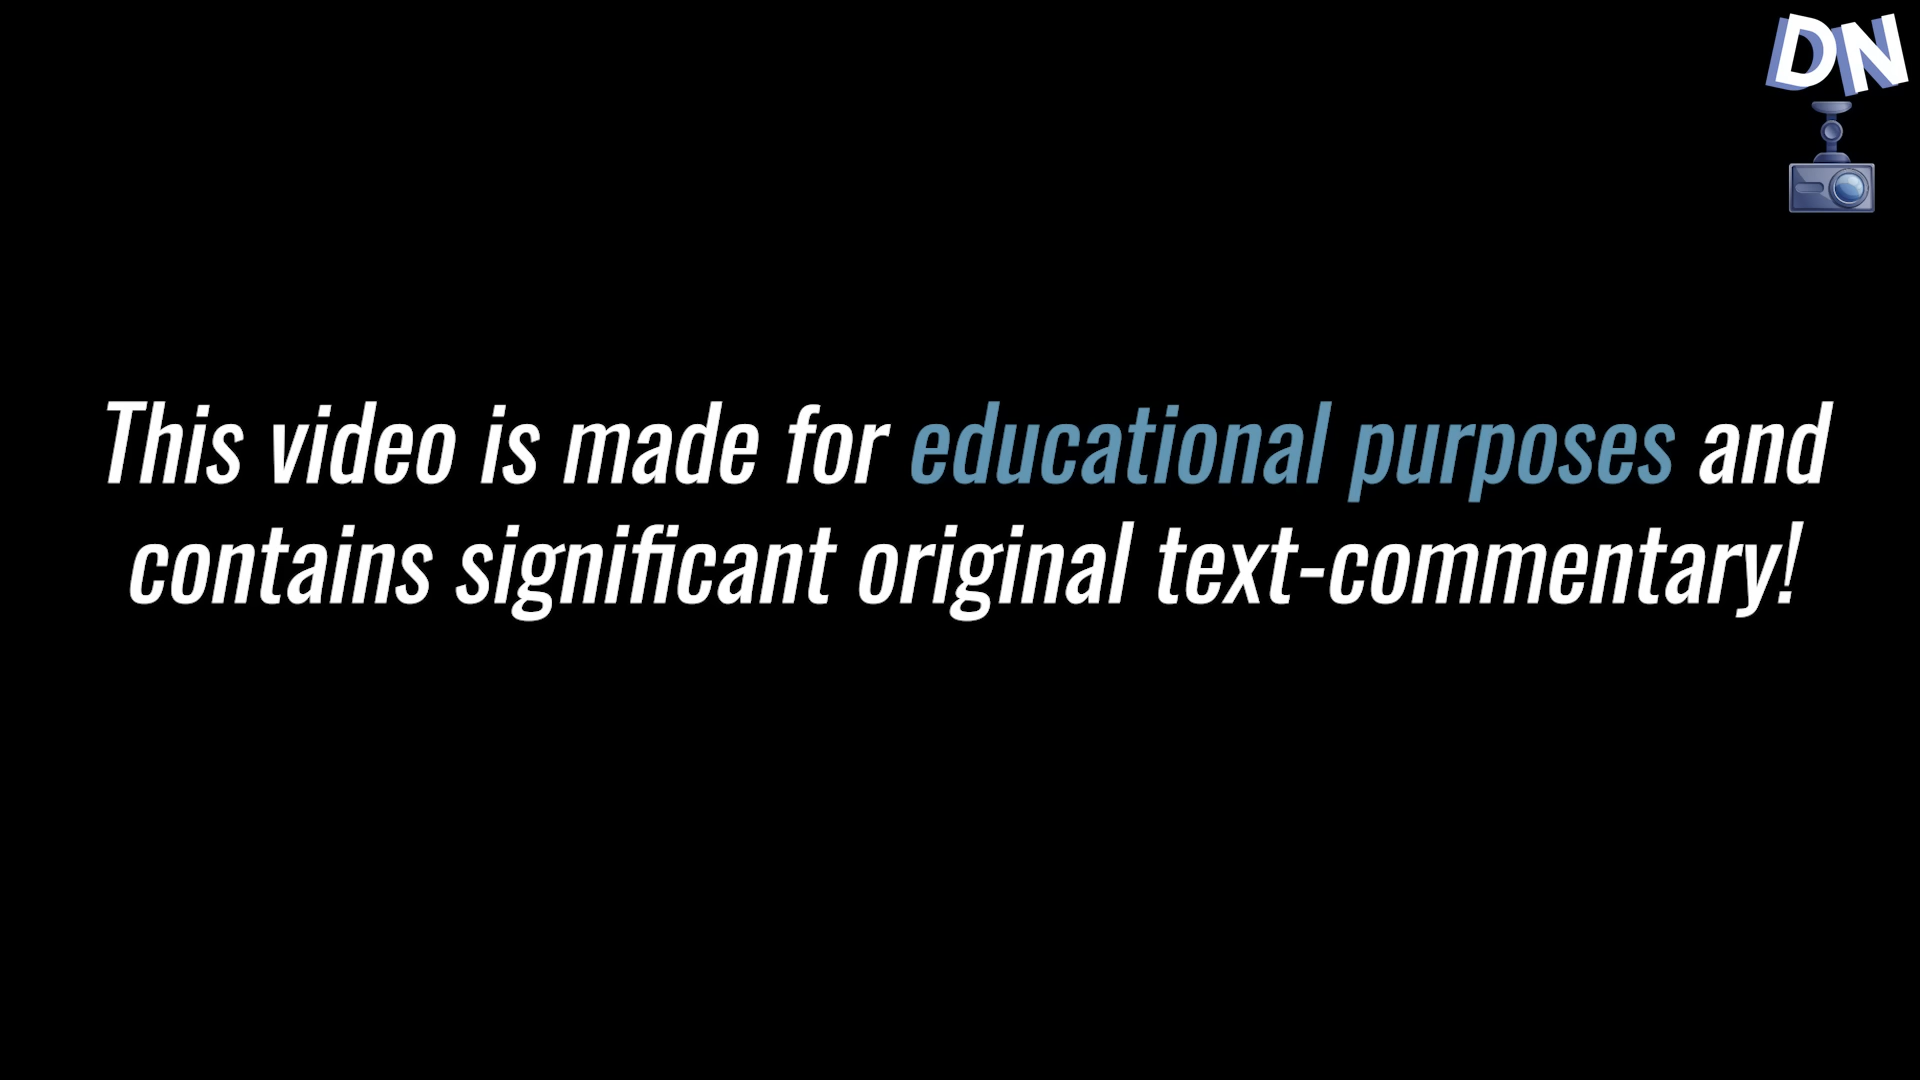 DN
This video is made for educational purposes and
contains significant original text-commentary!